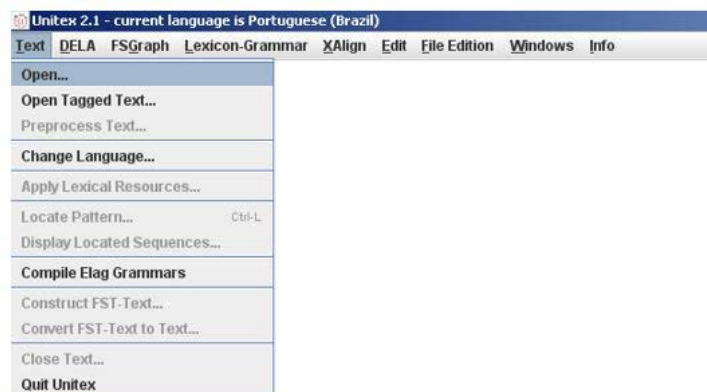 Unitex 2.1 - current language is Portuguese (Brazil)
Text DELA FSGraph Lexicon-Grammar XAlign Edit File Edition Windows Info
Open...
Open Tagged Text...
Preprocess Text...
Change Language...
Apply Lexical Resources...
Locate Pattern... Ctrl-L
Display Located Sequences...
Compile Elag Grammars
Construct FST-Text...
Convert FST-Text to Text...
Close Text...
Quit Unitex